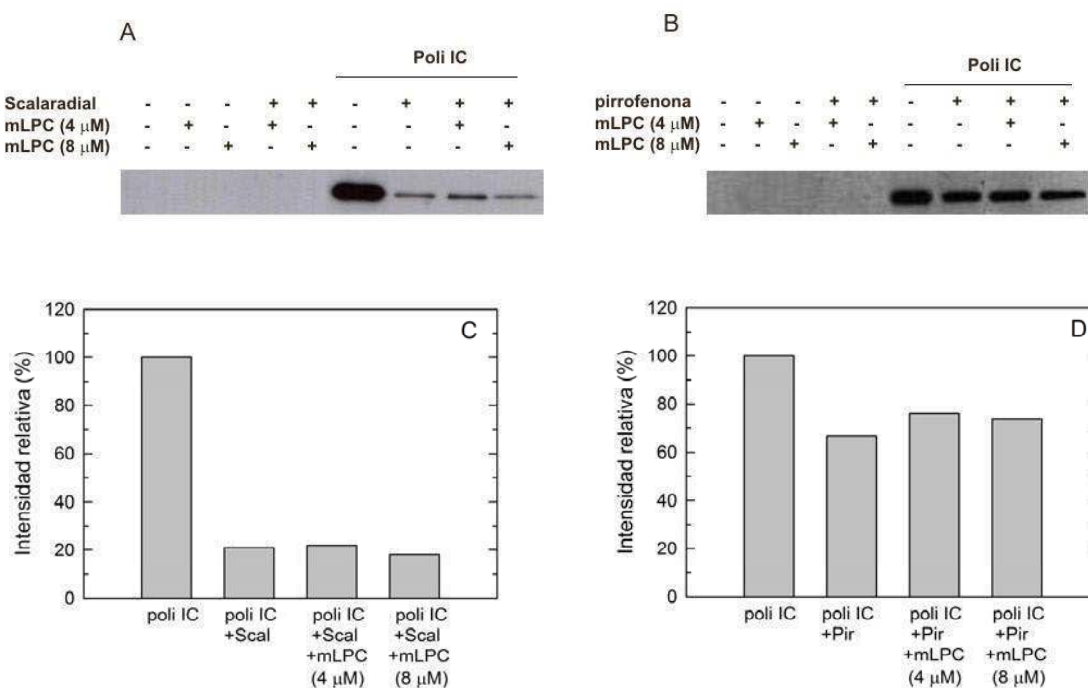 A
Poli IC
Scalaradial - - - + + - + + +
mLPC (4 μM) - + - + - - - + -
mLPC (8 μM) - - + - + - - - +
B
Poli IC
pirrofenona - - - + + - + + +
mLPC (4 μM) - + - + - - - + -
mLPC (8 μM) - - + - + - - - +
C
Intensidad relativa (%)
120
100
80
60
40
20
0
poli IC
poli IC
+Scal
poli IC
+Scal
+mLPC
(4 μM)
poli IC
+Scal
+mLPC
(8 μM)
D
Intensidad relativa (%)
120
100
80
60
40
20
0
poli IC
poli IC
+Pir
poli IC
+Pir
+mLPC
(4 μM)
poli IC
+Pir
+mLPC
(8 μM)